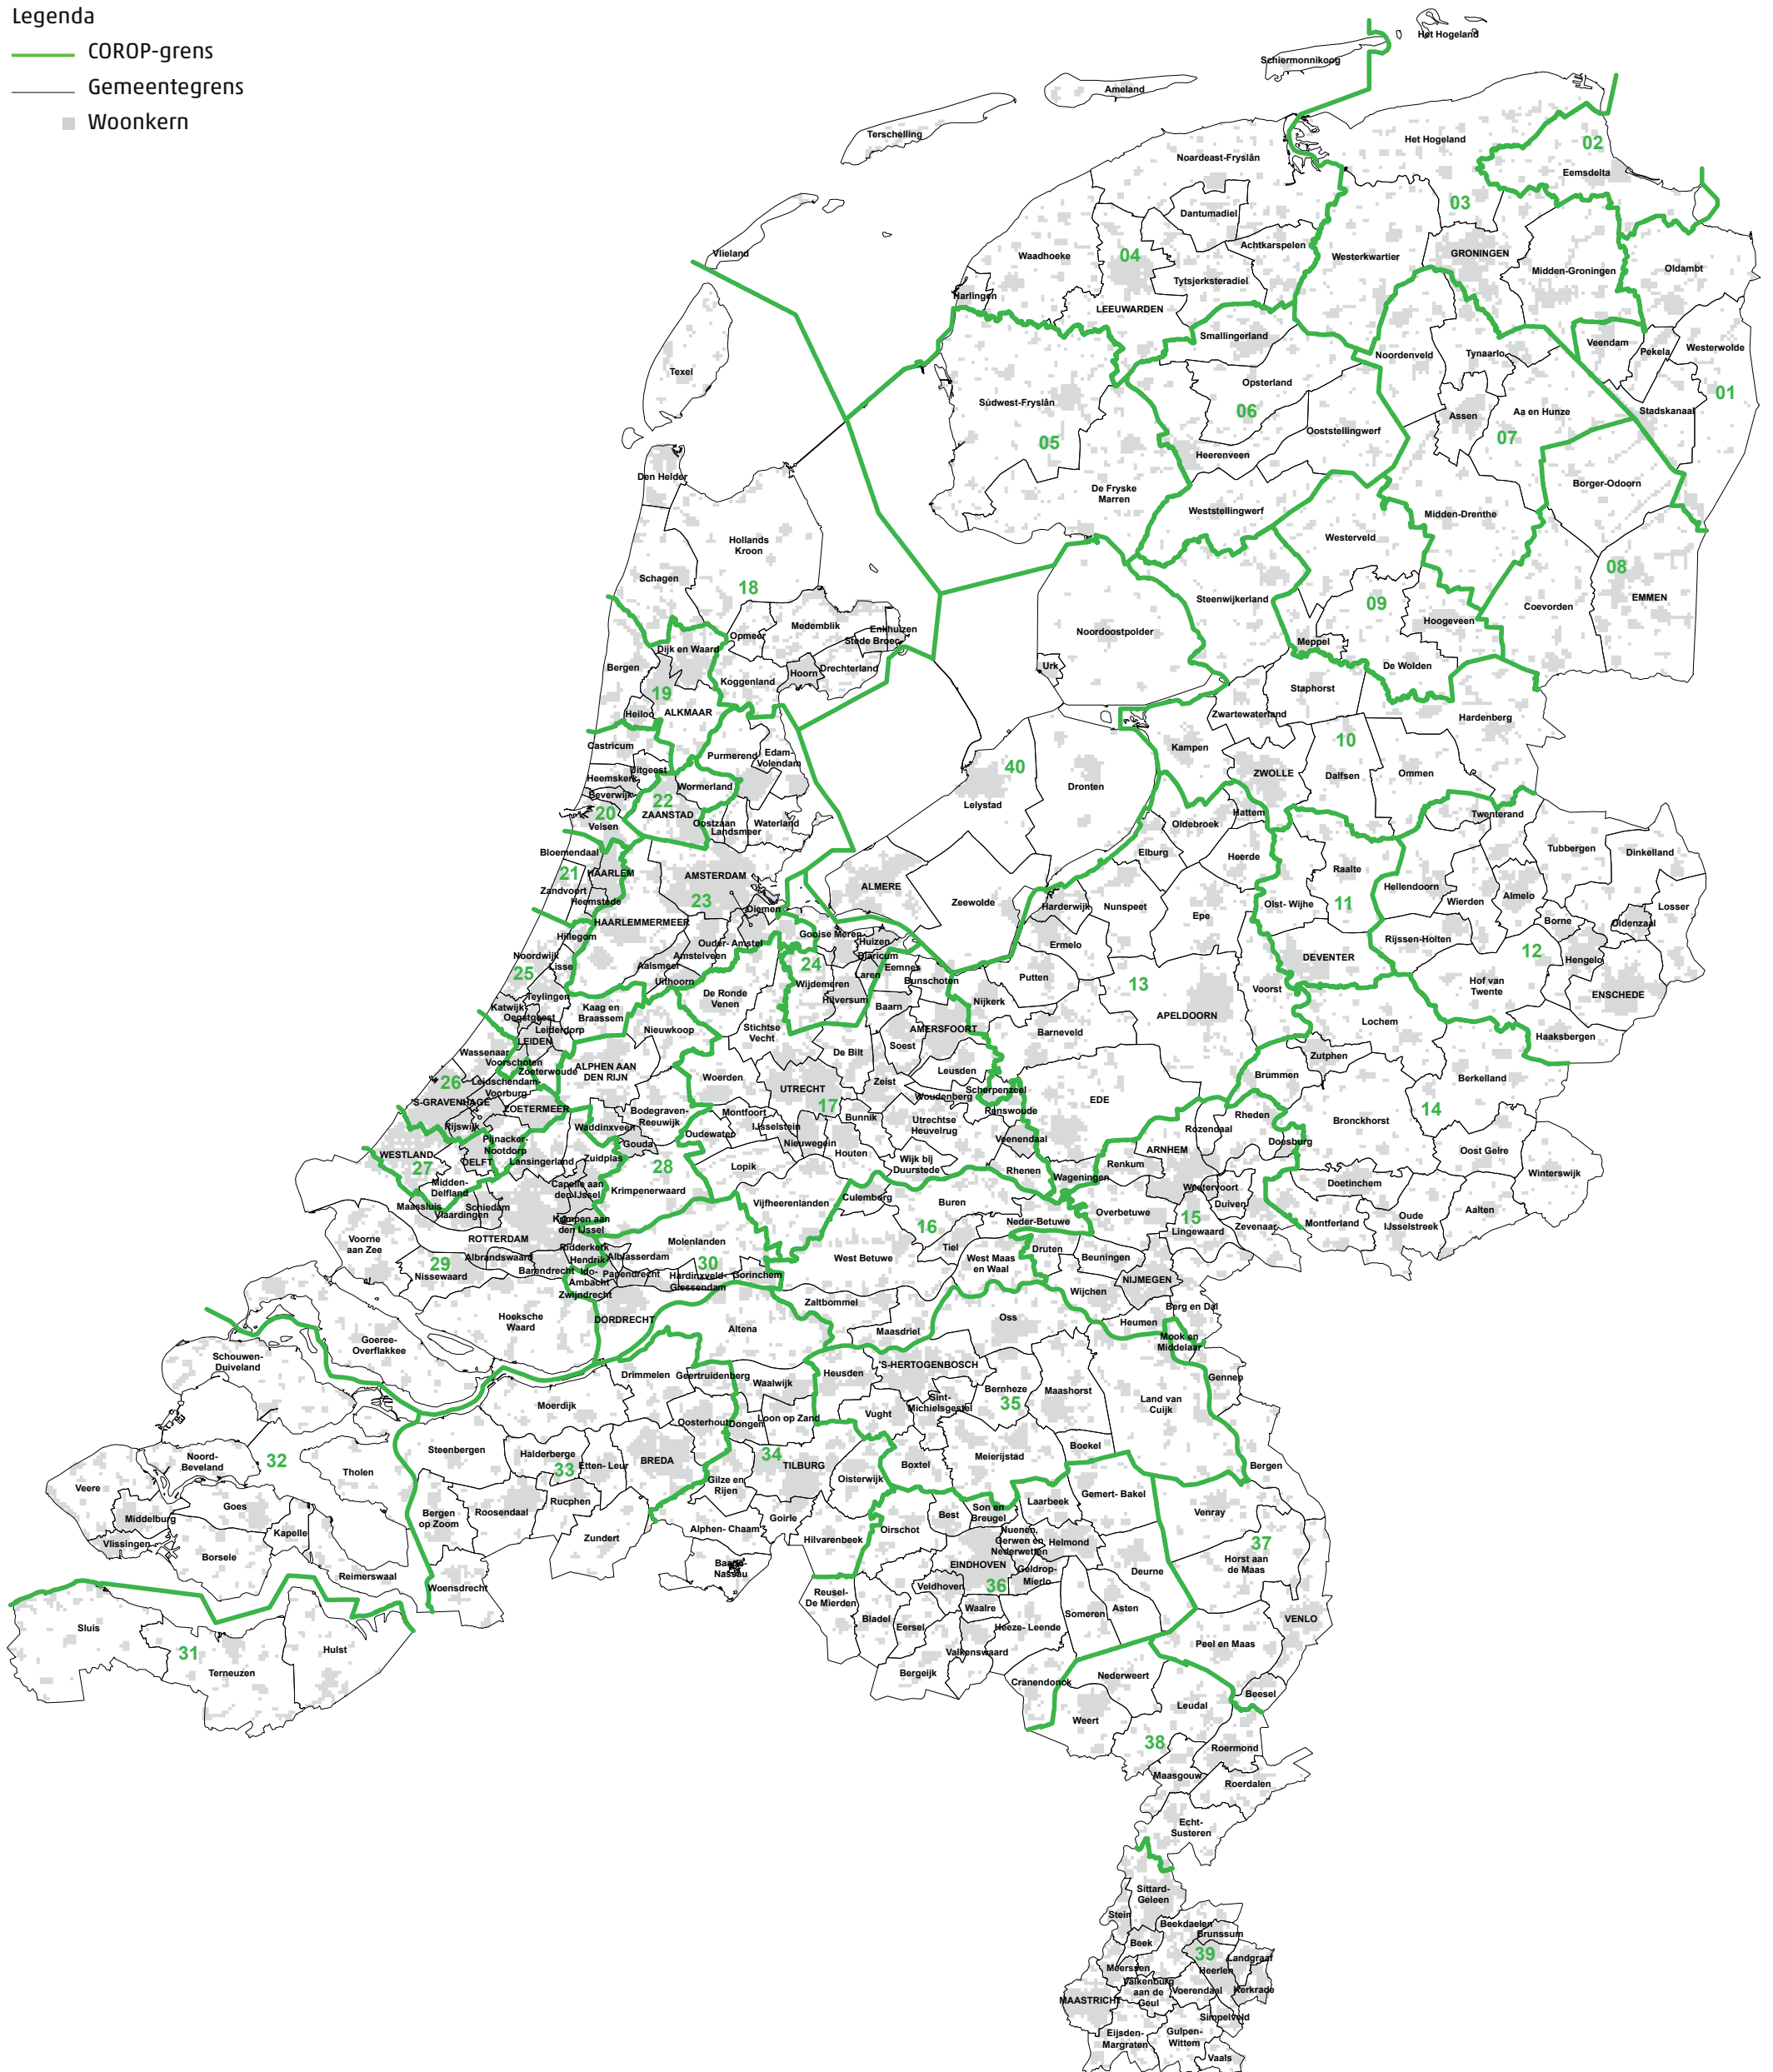 Legenda
COROP-grens
Gemeentegrens
Woonkern
Het Hogeland
Schiermonnikoog
Ameland
Terschelling
Het Hogeland
02
Noardeast-Fryslân
Eemsdelta
03
Dantumadiel
Achtkarspelen
Vlieland
Waadhoeke
04
Westerkwartier
GRONINGEN
Midden-Groningen
Oldambt
Tytsjerksteradiel
Harlingen
LEEUWARDEN
Smallingerland
Veendam
Pekela
Westerwolde
Noordenveld
Tynaarlo
Texel
Opsterland
01
Súdwest-Fryslân
06
Assen
Aa en Hunze
Stadskanaal
05
Ooststellingwerf
07
Heerenveen
Den Helder
De Fryske
Marren
Borger-Odoorn
Weststellingwerf
Midden-Drenthe
Hollands
Kroon
Westerveld
Schagen
18
08
Steenwijkerland
09
EMMEN
Coevorden
Medemblik
Enkhuizen
Stede Broec
Opmeer
Noordoostpolder
Hoogeveen
Meppel
Dijk en Waard
Bergen
Hoorn
Drechterland
Urk
De Wolden
Koggenland
Staphorst
19
Heiloo
ALKMAAR
Zwartewaterland
Hardenberg
Castricum
Purmerend
Edam-
Volendam
Kampen
10
Uitgeest
Heemskerk
Wormerland
40
ZWOLLE
Dalfsen
Ommen
Beverwijk
22
Lelystad
Dronten
20
ZAANSTAD
Velsen
Oostzaan
Landsmeer
Waterland
Hattem
Oldebroek
Twenterand
Bloemendaal
Elburg
Heerde
Tubbergen
Dinkelland
21
HAARLEM
AMSTERDAM
ALMERE
Raalte
Zandvoort
Heemstede
23
Zeewolde
Hellendoorn
Almelo
Diemen
Harderwijk
Nunspeet
Epe
Olst- Wijhe
11
Wierden
Losser
HAARLEMMERMEER
Borne
Oldenzaal
Hillegom
Gooise Meren
Huizen
Ermelo
Rijssen-Holten
12
Ouder- Amstel
Amstelveen
Blaricum
Noordwijk
Lisse
Aalsmeer
24
Laren
Eemnes
DEVENTER
Hengelo
25
Uithoorn
Wijdemeren
Bunschoten
Putten
13
Hof van
Twente
ENSCHEDE
Teylingen
De Ronde
Venen
Hilversum
Voorst
Katwijk
Oegstgeest
Kaag en
Braassem
Baarn
Nijkerk
APELDOORN
Lochem
Leiderdorp
LEIDEN
Nieuwkoop
Stichtse
Vecht
AMERSFOORT
Barneveld
Haaksbergen
Wassenaar
Voorschoten
Zoeterwoude
De Bilt
Soest
Zutphen
ALPHEN AAN
DEN RIJN
Leusden
Brummen
Berkelland
26
Leidschendam-
Voorburg
Woerden
UTRECHT
Zeist
Scherpenzeel
Woudenberg
'S-GRAVENHAGE
ZOETERMEER
Bodegraven-
Reeuwijk
17
Renswoude
EDE
Rheden
14
Rijswijk
Waddinxveen
Montfoort
IJsselstein
Bunnik
Utrechtse
Heuvelrug
Rozendaal
Bronckhorst
Pijnacker-
Nootdorp
Gouda
Oudewater
Nieuwegein
Veenendaal
Doesburg
WESTLAND
DELFT
Lansingerland
Zuidplas
Houten
ARNHEM
Oost Gelre
27
28
Lopik
Wijk bij
Duurstede
Rhenen
Renkum
Winterswijk
Midden-
Delfland
Capelle aan
den IJssel
Krimpenerwaard
Wageningen
Westervoort
Doetinchem
Maassluis
Vlaardingen
Schiedam
Vijfheerenlanden
Culemborg
Buren
Duiven
Aalten
Krimpen aan
den IJssel
16
Neder-Betuwe
Overbetuwe
15
Lingewaard
Zevenaar
Montferland
Oude
IJsselstreek
Voorne
aan Zee
ROTTERDAM
Ridderkerk
Molenlanden
Tiel
Druten
Albrandswaard
Hendrik-
Ido-
Ambacht
Alblasserdam
West Betuwe
West Maas
en Waal
Beuningen
29
Nissewaard
Barendrecht
Papendrecht
30
Hardinxveld-
Giessendam
Gorinchem
NIJMEGEN
Zwijndrecht
Zaltbommel
Wijchen
Berg en Dal
Hoeksche
Waard
DORDRECHT
Altena
Maasdriel
Oss
Heumen
Goeree-
Overflakkee
Mook en
Middelaar
Schouwen-
Duiveland
Drimmelen
Geertruidenberg
Waalwijk
Heusden
'S-HERTOGENBOSCH
Gennep
Bernheze
Maashorst
Moerdijk
Sint-
Michielsgestel
35
Land van
Cuijk
Oosterhout
Dongen
Loon op Zand
Vught
Steenbergen
Halderberge
Boekel
32
Noord-
Beveland
33
Etten- Leur
BREDA
34
TILBURG
Oisterwijk
Boxtel
Meierijstad
Bergen
Tholen
Veere
Goes
Rucphen
Gilze en
Rijen
Gemert- Bakel
Bergen
op Zoom
Roosendaal
Laarbeek
Venray
Middelburg
Goirle
Best
Son en
Breugel
Kapelle
Zundert
Alphen- Chaam
Hilvarenbeek
Oirschot
Nuenen,
Gerwen en
Nederwetten
Helmond
37
Vlissingen
Borsele
Baarle-
Nassau
EINDHOVEN
Deurne
Horst aan
de Maas
Reimerswaal
Woensdrecht
Geldrop-
Mierlo
Reusel-
De Mierden
Veldhoven
36
Sluis
Bladel
Waalre
Someren
Asten
VENLO
31
Hulst
Eersel
Heeze- Leende
Peel en Maas
Terneuzen
Valkenswaard
Bergeijk
Cranendonck
Nederweert
Beesel
Leudal
Weert
38
Roermond
Maasgouw
Roerdalen
Echt-
Susteren
Sittard-
Geleen
Stein
Beekdaelen
Brunssum
Beek
39
Landgraaf
Meerssen
Heerlen
Valkenburg
aan de
Geul
Voerendaal
Kerkrade
MAASTRICHT
Simpelveld
Eijsden-
Margraten
Gulpen-
Wittem
Vaals